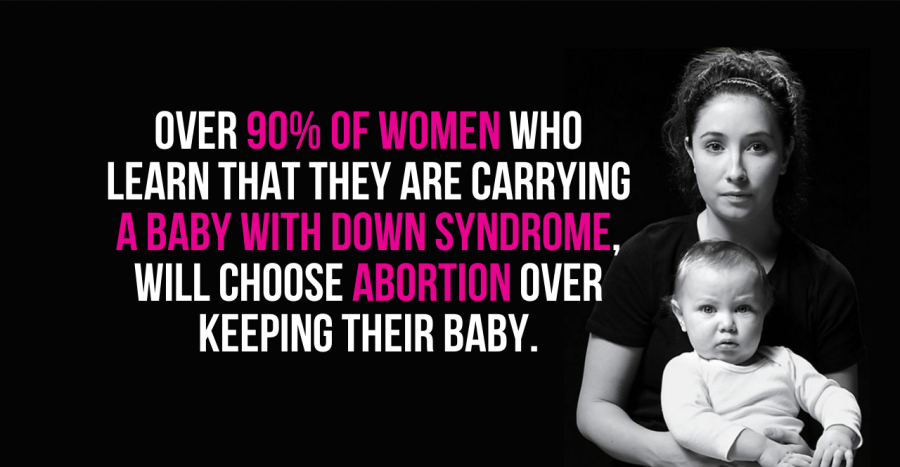 OVER 90% OF WOMEN WHO
LEARN THAT THEY ARE CARRYING
A BABY WITH DOWN SYNDROME,
WILL CHOOSE ABORTION OVER
KEEPING THEIR BABY.